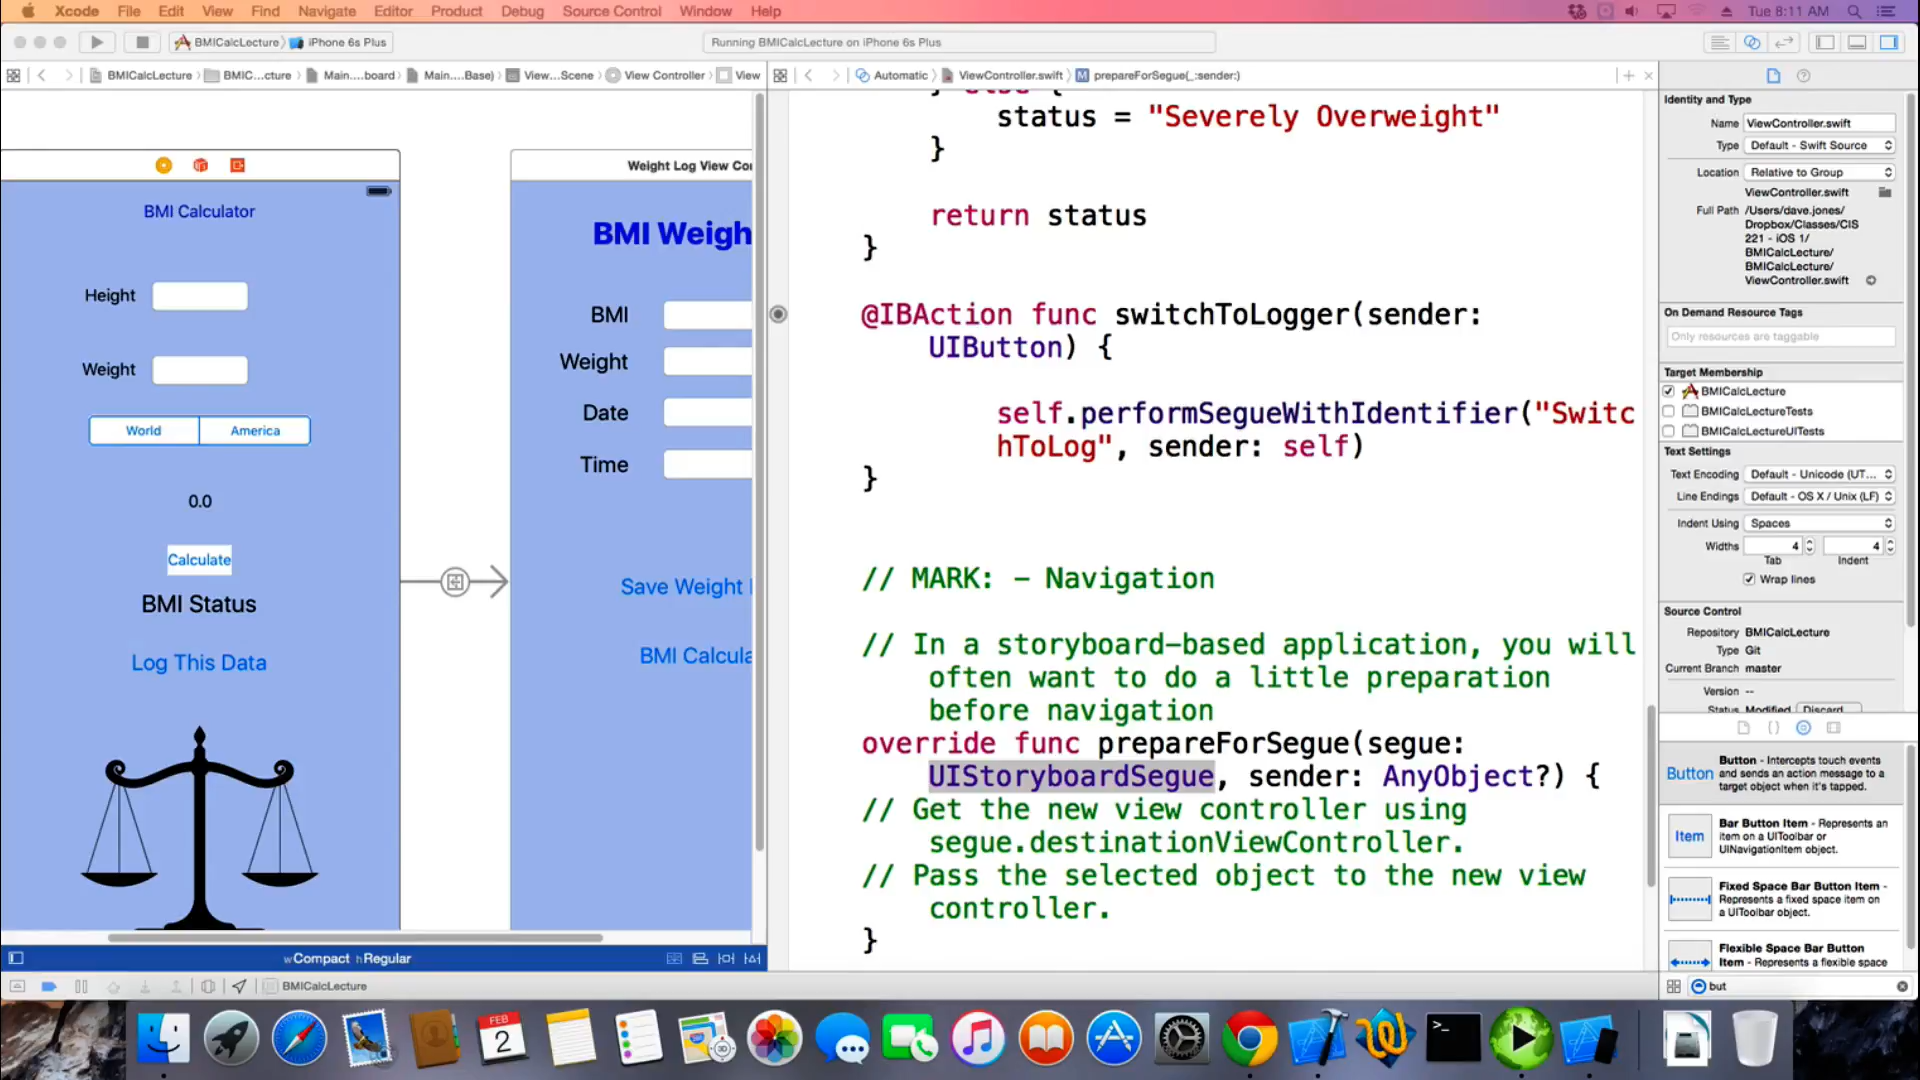 Xcode File Edit View Find Navigate Editor Product Debug Source Control Window Help
Tue 8:11 AM
BMICalcLecture iPhone 6s Plus
Running BMICalcLecture on iPhone 6s Plus
BMICalcLecture BMIC...cture Main....board Main....Base) View...Scene View Controller View
Automatic ViewController.swift M prepareForSegue(_:sender:)
BMI Calculator
Height
Weight
World America
0.0
Calculate
BMI Status
Log This Data
Weight Log View Con
BMI Weigh
BMI
Weight
Date
Time
Save Weight
BMI Calcula
wCompact hRegular
BMICalcLecture
} else {
status = "Severely Overweight"
}
return status
}
@IBAction func switchToLogger(sender:
UIButton) {
self.performSegueWithIdentifier("Switc
hToLog", sender: self)
}
// MARK: - Navigation
// In a storyboard-based application, you will
often want to do a little preparation
before navigation
override func prepareForSegue(segue:
UIStoryboardSegue, sender: AnyObject?) {
// Get the new view controller using
segue.destinationViewController.
// Pass the selected object to the new view
controller.
}
Identity and Type
Name ViewController.swift
Type Default - Swift Source
Location Relative to Group
ViewController.swift
Full Path /Users/dave.jones/
Dropbox/Classes/CIS
221 - iOS 1/
BMICalcLecture/
BMICalcLecture/
ViewController.swift
On Demand Resource Tags
Only resources are taggable
Target Membership
BMICalcLecture
BMICalcLectureTests
BMICalcLectureUITests
Text Settings
Text Encoding Default - Unicode (UT...
Line Endings Default - OS X / Unix (LF)
Indent Using Spaces
Widths 4 4
Tab Indent
Wrap lines
Source Control
Repository BMICalcLecture
Type Git
Current Branch master
Version --
Status Modified Discard
Button
Button - Intercepts touch events
and sends an action message to a
target object when it's tapped.
Item
Bar Button Item - Represents an
item on a UIToolbar or
UINavigationItem object.
Fixed Space Bar Button Item -
Represents a fixed space item on
a UIToolbar object.
Flexible Space Bar Button
Item - Represents a flexible space
but
FEB
2